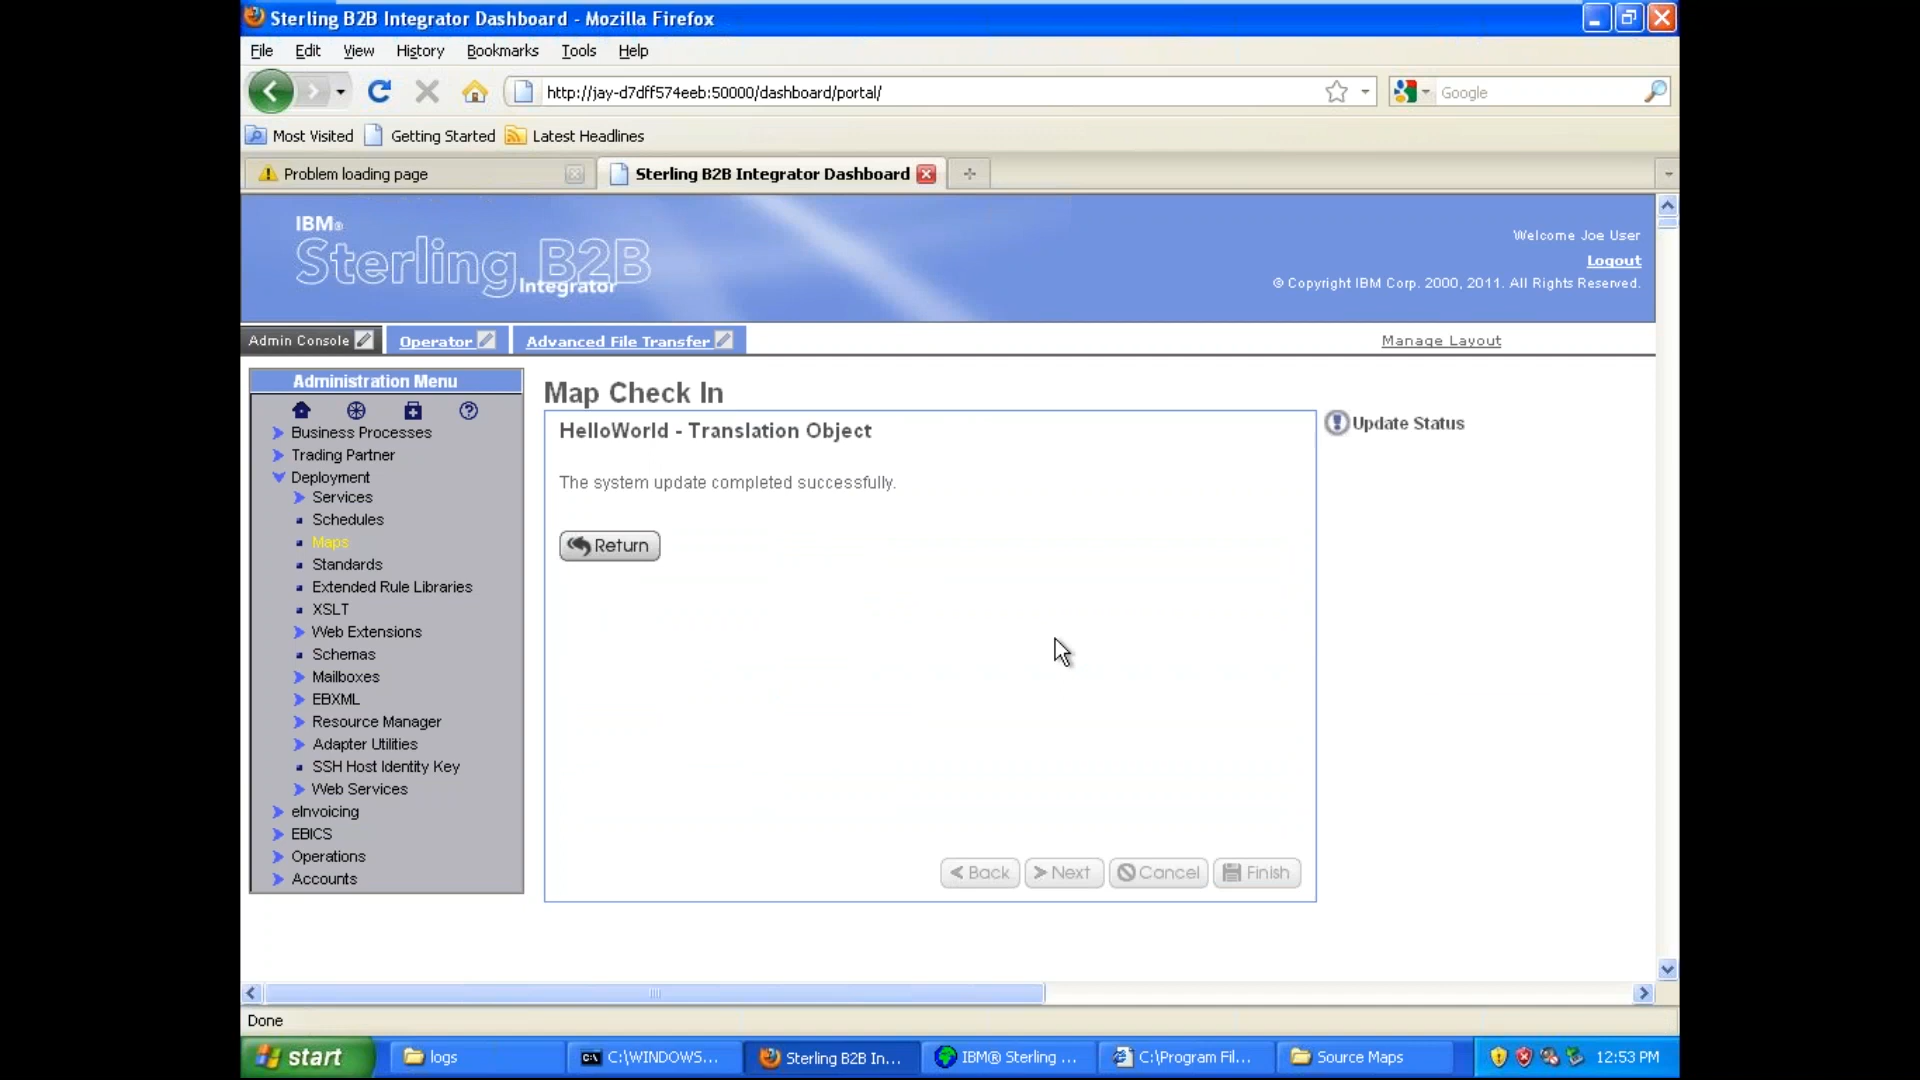 Sterling B2B Integrator Dashboard - Mozilla Firefox
File Edit View History Bookmarks Tools Help
http://jay-d7dff574eeb:50000/dashboard/portal/
Google
Most Visited Getting Started Latest Headlines
Problem loading page
Sterling B2B Integrator Dashboard
IBM®
Sterling B2B
Integrator
Welcome Joe User
Logout
© Copyright IBM Corp. 2000, 2011. All Rights Reserved.
Admin Console Operator Advanced File Transfer Manage Layout
Administration Menu
Business Processes
Trading Partner
Deployment
Services
Schedules
Maps
Standards
Extended Rule Libraries
XSLT
Web Extensions
Schemas
Mailboxes
EBXML
Resource Manager
Adapter Utilities
SSH Host Identity Key
Web Services
eInvoicing
EBICS
Operations
Accounts
Map Check In
HelloWorld - Translation Object
The system update completed successfully.
Return
Back Next Cancel Finish
Update Status
Done
start logs C:\WINDOWS... Sterling B2B In... IBM® Sterling ... C:\Program Fil... Source Maps 12:53 PM